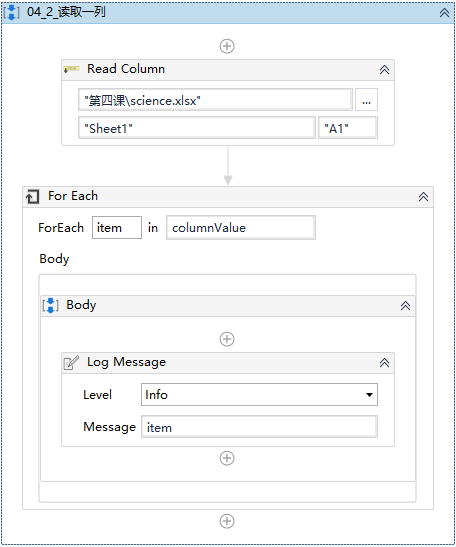 04_2_读取一列
Read Column
"第四课\science.xlsx"
...
"Sheet1"
"A1"
For Each
ForEach item in columnValue
Body
Body
Log Message
Level Info
Message item